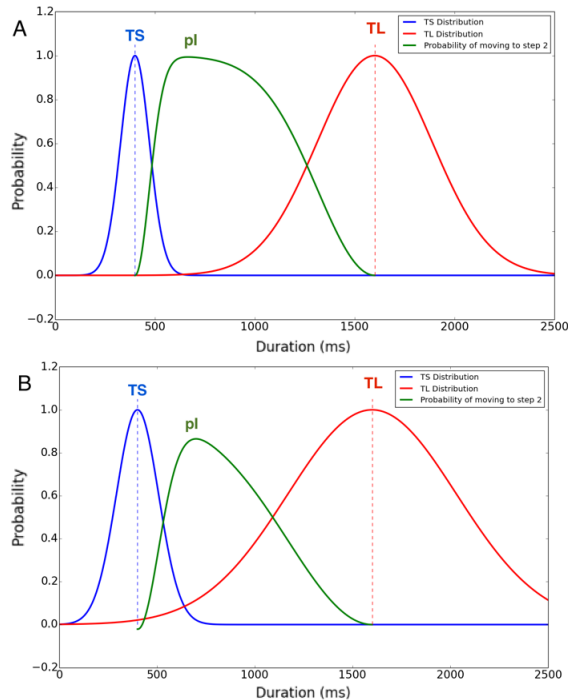 A
TS
pI
TL
TS Distribution
TL Distribution
Probability of moving to step 2
1.2
1.0
0.8
0.6
0.4
0.2
0.0
−0.2
Probability
0 500 1000 1500 2000 2500
Duration (ms)
B
TS
pI
TL
TS Distribution
TL Distribution
Probability of moving to step 2
1.2
1.0
0.8
0.6
0.4
0.2
0.0
−0.2
Probability
0 500 1000 1500 2000 2500
Duration (ms)